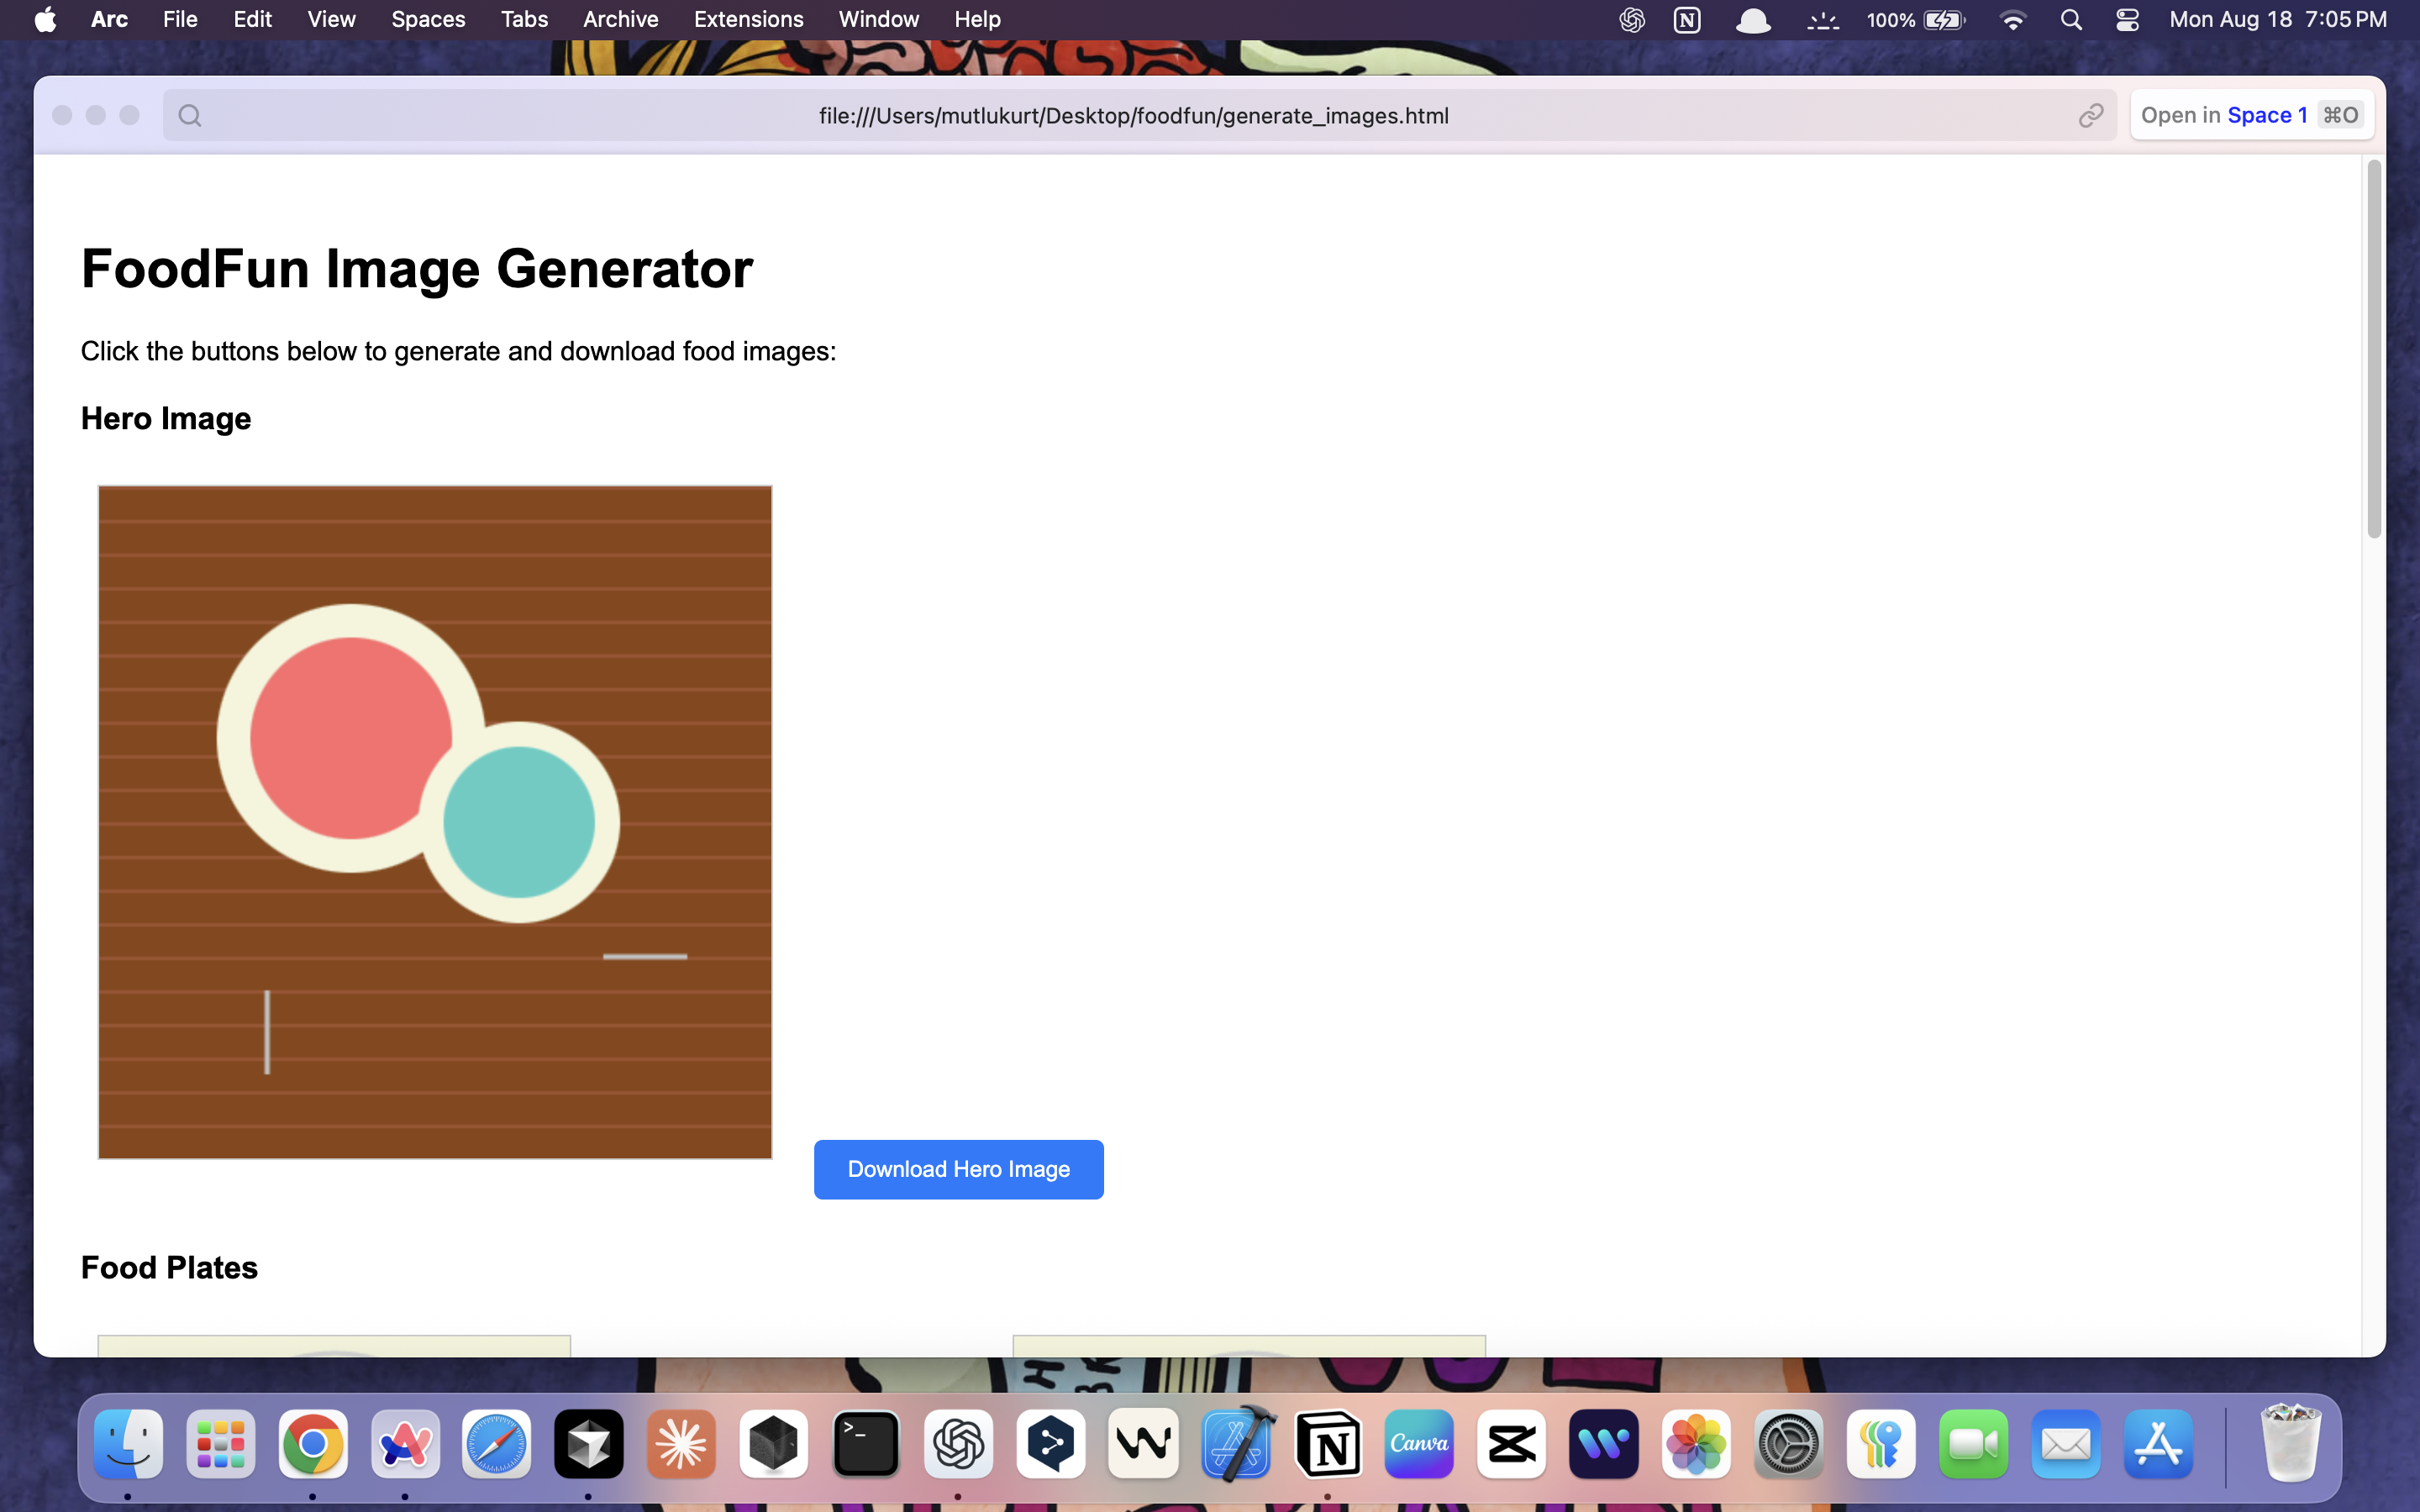 Arc File Edit View Spaces Tabs Archive Extensions Window Help 100% Mon Aug 18 7:05 PM
file:///Users/mutlukurt/Desktop/foodfun/generate_images.html Open in Space 1 ⌘O
FoodFun Image Generator
Click the buttons below to generate and download food images:
Hero Image
Download Hero Image
Food Plates
Canva